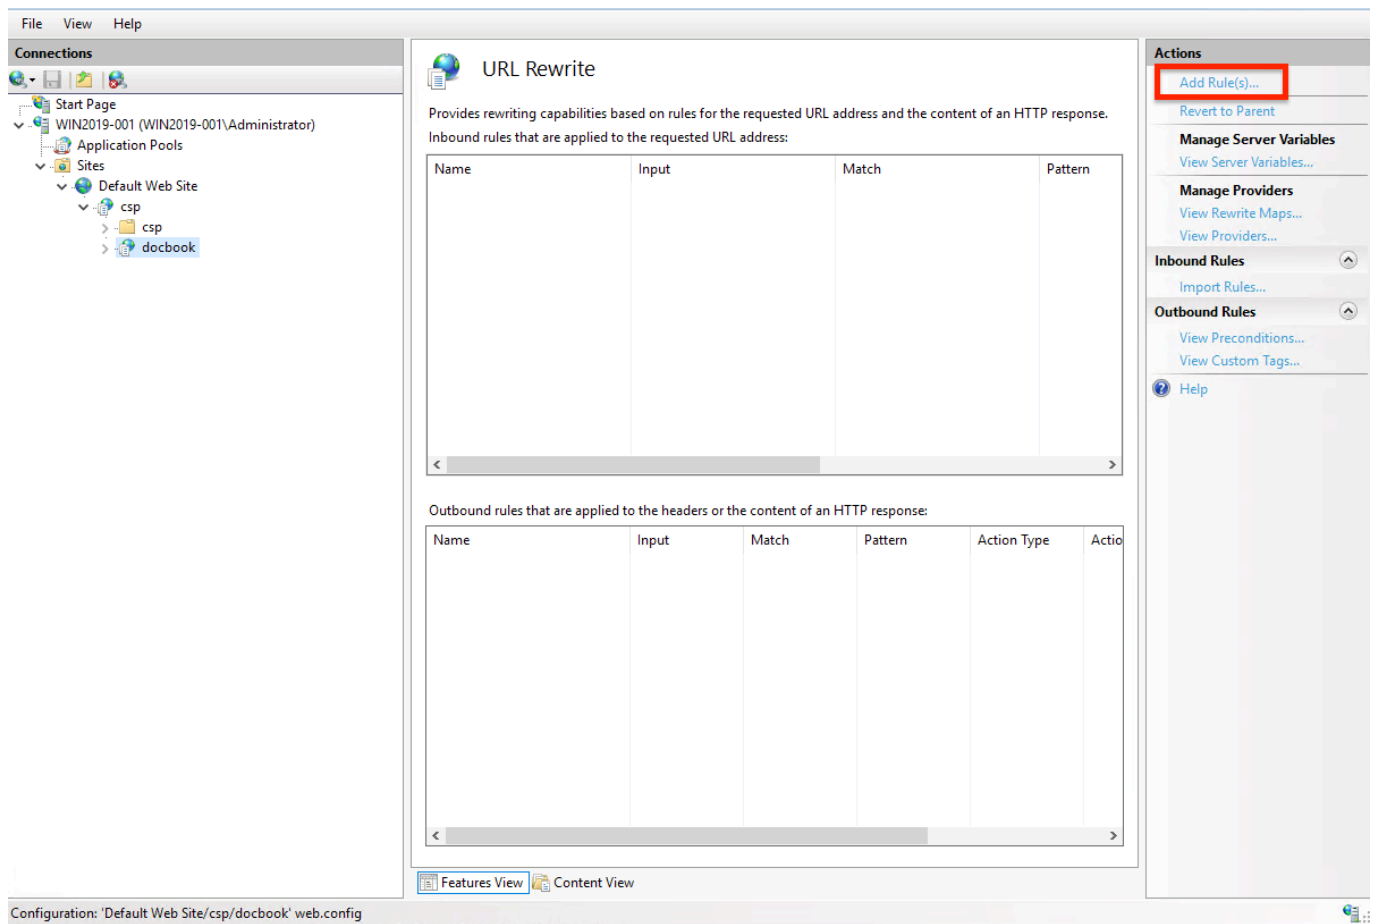 File View Help
Connections
Start Page
WIN2019-001 (WIN2019-001\Administrator)
Application Pools
Sites
Default Web Site
csp
csp
docbook
URL Rewrite
Provides rewriting capabilities based on rules for the requested URL address and the content of an HTTP response.
Inbound rules that are applied to the requested URL address:
Name Input Match Pattern
Outbound rules that are applied to the headers or the content of an HTTP response:
Name Input Match Pattern Action Type Actio
Features View Content View
Actions
Add Rule(s)...
Revert to Parent
Manage Server Variables
View Server Variables...
Manage Providers
View Rewrite Maps...
View Providers...
Inbound Rules
Import Rules...
Outbound Rules
View Preconditions...
View Custom Tags...
Help
Configuration: 'Default Web Site/csp/docbook' web.config